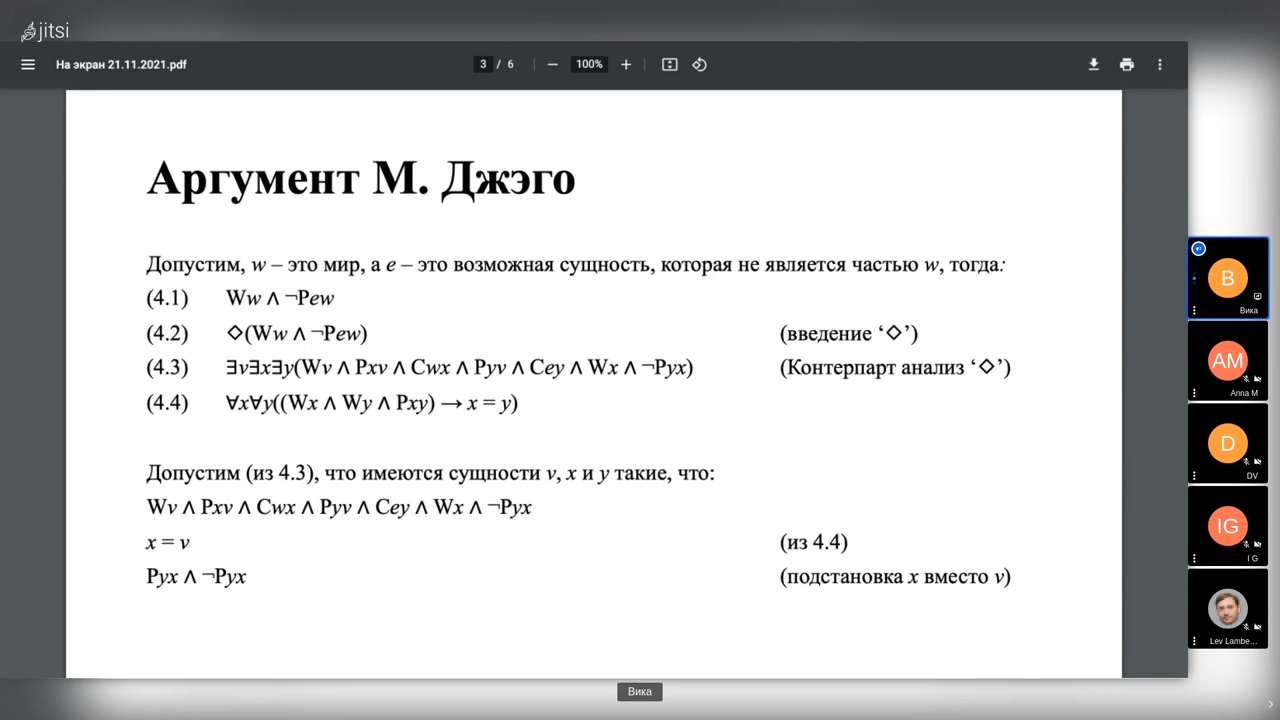 jitsi
На экран 21.11.2021.pdf
3 / 6
100%
Аргумент М. Джэго
Допустим, w – это мир, а e – это возможная сущность, которая не является частью w, тогда:
(4.1) Ww ∧ ¬Pew
(4.2) ◇(Ww ∧ ¬Pew) (введение ‘◇’)
(4.3) ∃v∃x∃y(Wv ∧ Pxv ∧ Cwx ∧ Pyv ∧ Cey ∧ Wx ∧ ¬Pyx) (Контерпарт анализ ‘◇’)
(4.4) ∀x∀y((Wx ∧ Wy ∧ Pxy) → x = y)
Допустим (из 4.3), что имеются сущности v, x и y такие, что:
Wv ∧ Pxv ∧ Cwx ∧ Pyv ∧ Cey ∧ Wx ∧ ¬Pyx
x = v (из 4.4)
Pyx ∧ ¬Pyx (подстановка x вместо v)
В
Вика
AM
Anna M
D
DV
IG
I G
Lev Lambe...
Вика